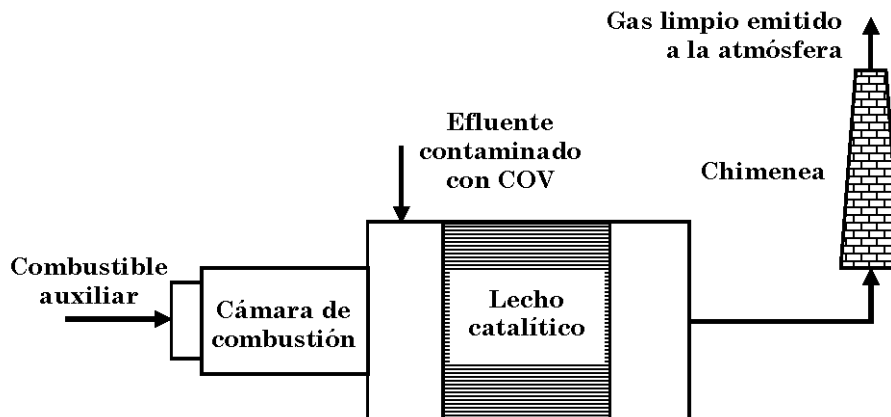 Gas limpio emitido
a la atmósfera
Efluente
contaminado
con COV
Chimenea
Combustible
auxiliar
Cámara de
combustión
Lecho
catalítico